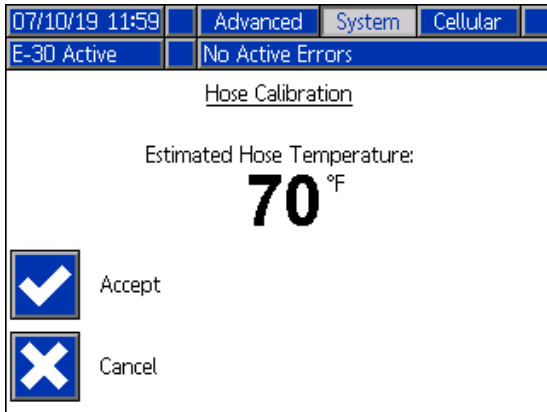 07/10/19 11:59 Advanced System Cellular
E-30 Active No Active Errors
Hose Calibration
Estimated Hose Temperature:
70 °F
Accept
Cancel